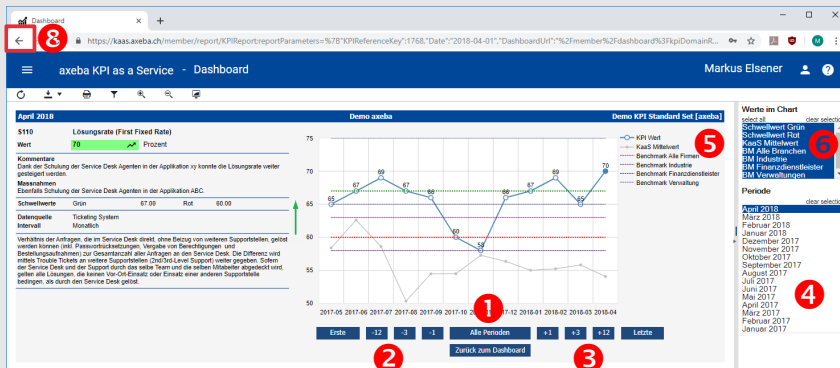 Dashboard
8
https://kaas.axeba.ch/member/report/KPIReport;reportParameters=%7B"KPIReferenceKey":1768,"Date":"2018-04-01","DashboardUrl":"%2Fmember%2Fdashboard%3FkpiDomainR...
M
axeba KPI as a Service - Dashboard
Markus Elsener
April 2018
Demo axeba
Demo KPI Standard Set [axeba]
S110 Lösungsrate (First Fixed Rate)
Wert 70 Prozent
Kommentare
Dank der Schulung der Service Desk Agenten in der Applikation xy konnte die Lösungsrate weiter
gesteigert werden.
Massnahmen
Ebenfalls Schulung der Service Desk Agenten in der Applikation ABC.
Schwellwerte Grün 67.00 Rot 60.00
Datenquelle Ticketing System
Intervall Monatlich
Verhältnis der Anfragen, die im Service Desk direkt, ohne Beizug von weiteren Supportstellen, gelöst
werden können (inkl. Passwortrücksetzungen, Vergabe von Berechtigungen und
Bestellungsaufnahmen) zur Gesamtanzahl aller Anfragen an den Service Desk. Die Differenz wird
mittels Trouble Tickets an weitere Supportstellen (2nd/3rd-Level Support) weiter gegeben. Sofern
der Service Desk und der Support durch das selbe Team und die selben Mitarbeiter abgedeckt wird,
gelten alle Lösungen, die keinen Vor-Ort-Einsatz oder Einsatz einer anderen Supportstelle
bedingen, als durch den Service Desk gelöst.
75
70
65
60
55
50
65
67
69
67
67
60
58
66
67
69
65
70
2017-05
2017-06
2017-07
2017-08
2017-09
2017-10
2017-12
2018-01
2018-02
2018-03
2018-04
KPI Wert
KaaS Mittelwert
Benchmark Alle Firmen
Benchmark Industrie
Benchmark Finanzdienstleister
Benchmark Verwaltung
5
1
Erste
-12
-3
-1
Alle Perioden
+1
+3
+12
Letzte
Zurück zum Dashboard
2
3
Werte im Chart
select all clear selection
Schwellwert Grün
Schwellwert Rot
KaaS Mittelwert
BM Alle Branchen
BM Industrie
BM Finanzdienstleister
BM Verwaltungen
6
Periode
clear selection
April 2018
März 2018
Februar 2018
Januar 2018
Dezember 2017
November 2017
Oktober 2017
September 2017
August 2017
Juli 2017
Juni 2017
Mai 2017
April 2017
März 2017
Februar 2017
Januar 2017
4